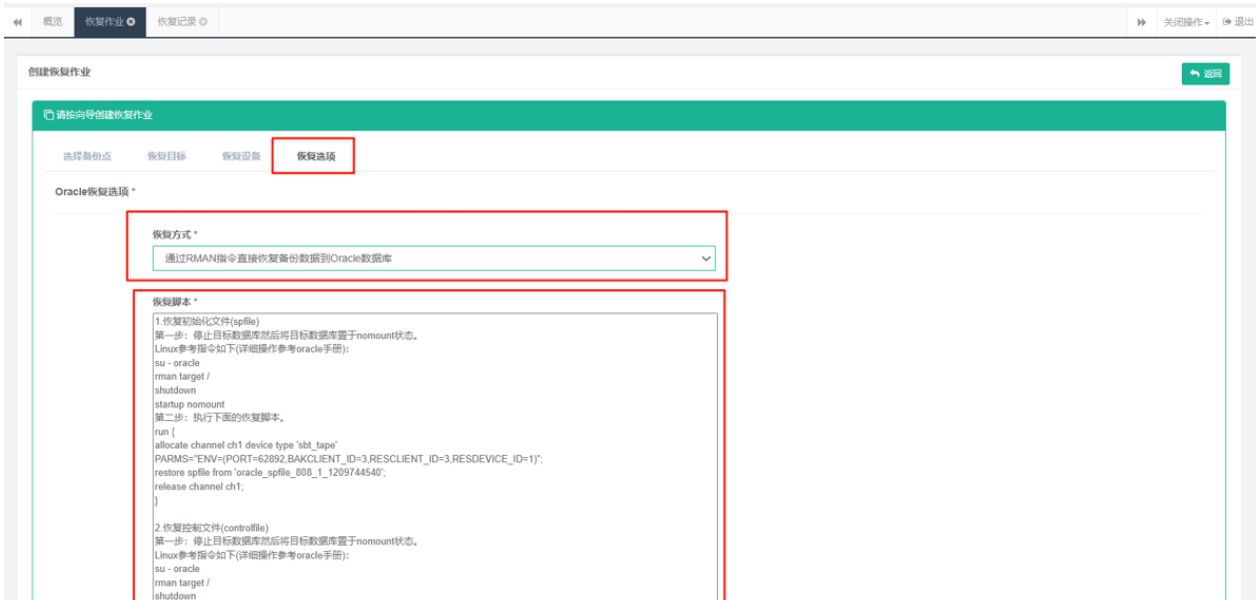 概览
恢复作业
恢复记录
关闭操作
退出
创建恢复作业
返回
请按向导创建恢复作业
选择备份点
恢复目标
恢复设备
恢复选项
Oracle恢复选项 *
恢复方式 *
通过RMAN指令直接恢复备份数据到Oracle数据库
恢复脚本 *
1.恢复初始化文件(spfile)
第一步：停止目标数据库然后将目标数据库置于nomount状态。
Linux参考指令如下(详细操作参考oracle手册):
su - oracle
rman target /
shutdown
startup nomount
第二步：执行下面的恢复脚本。
run {
allocate channel ch1 device type 'sbt_tape'
PARMS="ENV=(PORT=62892,BAKCLIENT_ID=3,RESCLIENT_ID=3,RESDEVICE_ID=1)";
restore spfile from 'oracle_spfile_808_1_1209744540';
release channel ch1;
}
2.恢复控制文件(controlfile)
第一步：停止目标数据库然后将目标数据库置于nomount状态。
Linux参考指令如下(详细操作参考oracle手册):
su - oracle
rman target /
shutdown